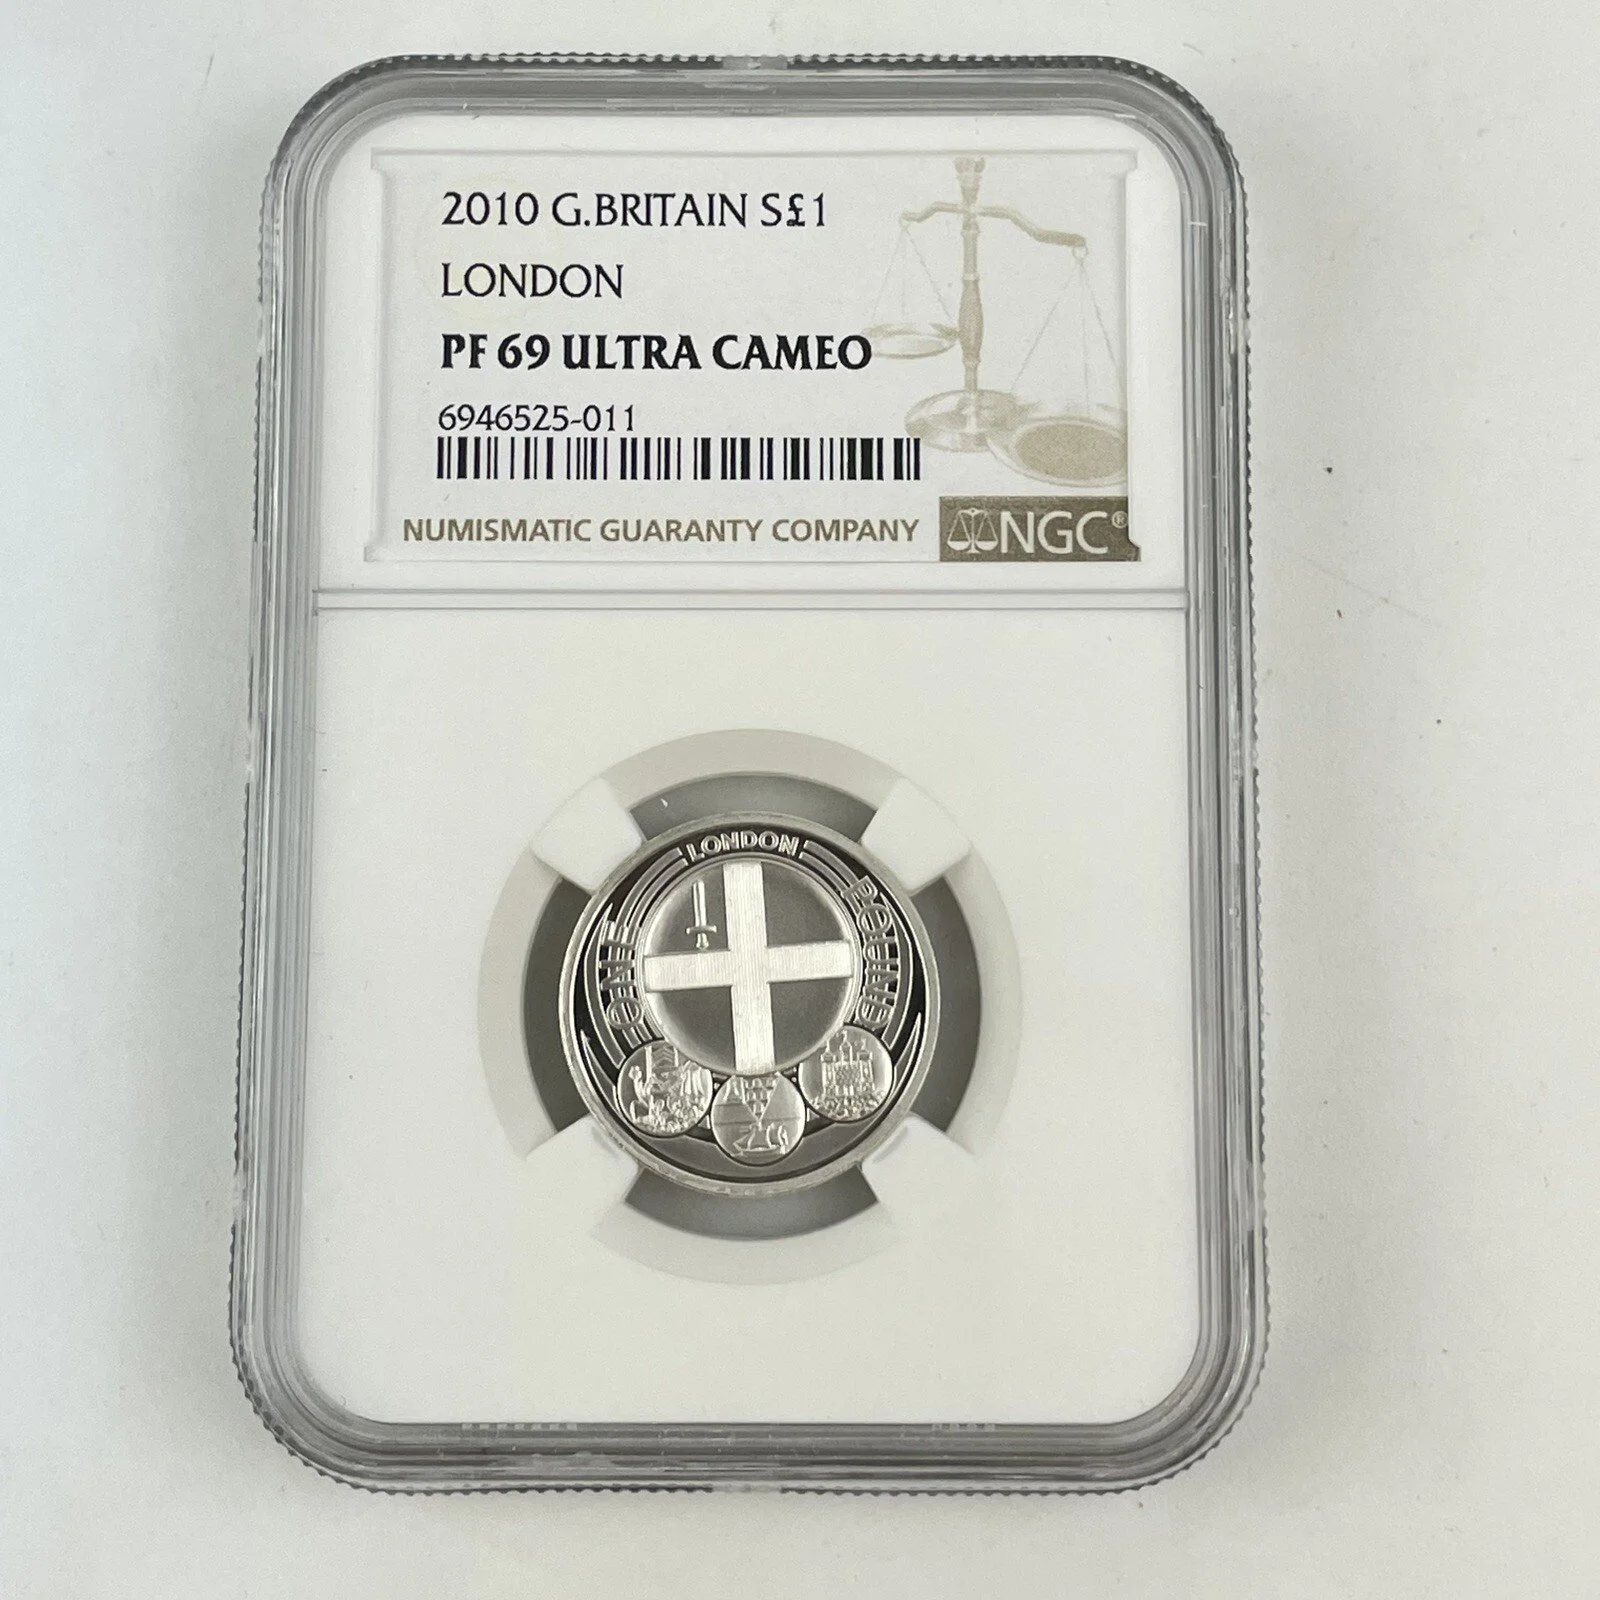 2010 G.BRITAIN S£1
LONDON
PF 69 ULTRA CAMEO
6946525-011
NUMISMATIC GUARANTY COMPANY
NGC®
LONDON
ONE
POUND